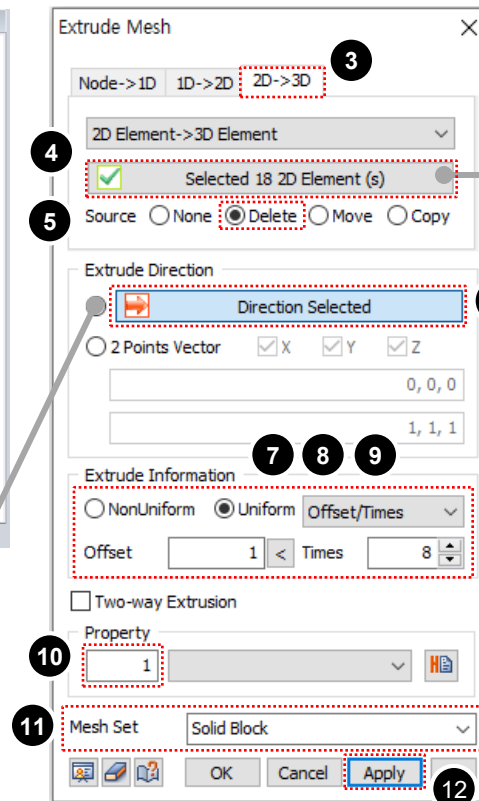 Extrude Mesh
3
Node->1D 1D->2D 2D->3D
2D Element->3D Element
4
Selected 18 2D Element (s)
5 Source None Delete Move Copy
Extrude Direction
Direction Selected
2 Points Vector X Y Z
0, 0, 0
1, 1, 1
7 8 9
Extrude Information
NonUniform Uniform Offset/Times
Offset 1 < Times 8
Two-way Extrusion
Property
10 1
11 Mesh Set Solid Block
OK Cancel Apply
12